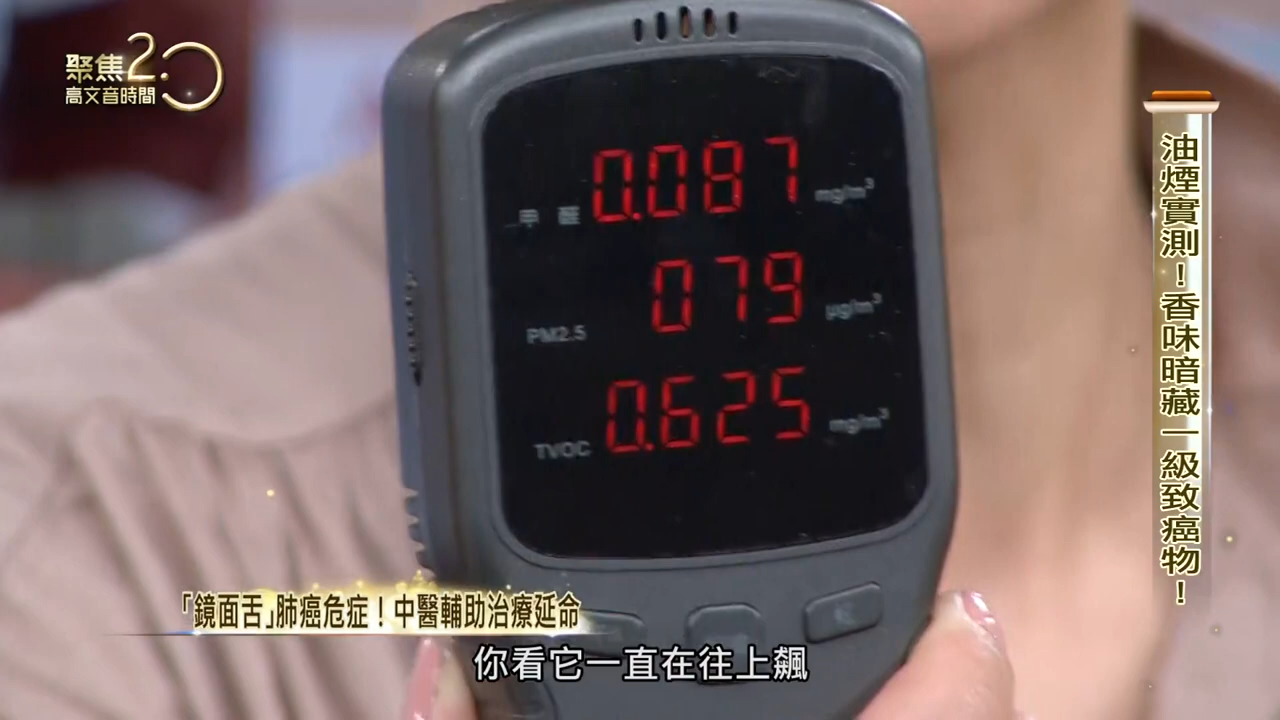 聚焦2.0
高文音時間
甲醛 0.087 mg/m³
PM2.5 079 μg/m³
TVOC 0.625 mg/m³
油煙實測！香味暗藏一級致癌物！
「鏡面舌」肺癌危症！中醫輔助治療延命
你看它一直在往上飆